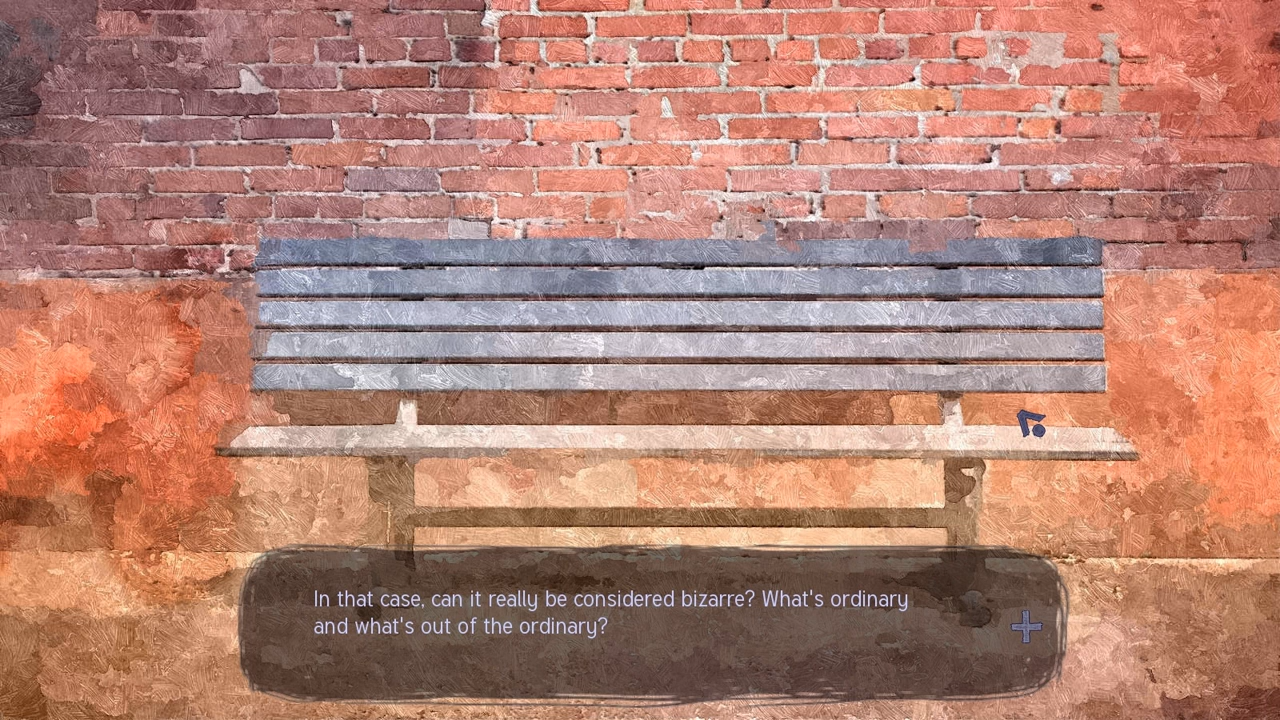 In that case, can it really be considered bizarre? What's ordinary
and what's out of the ordinary?